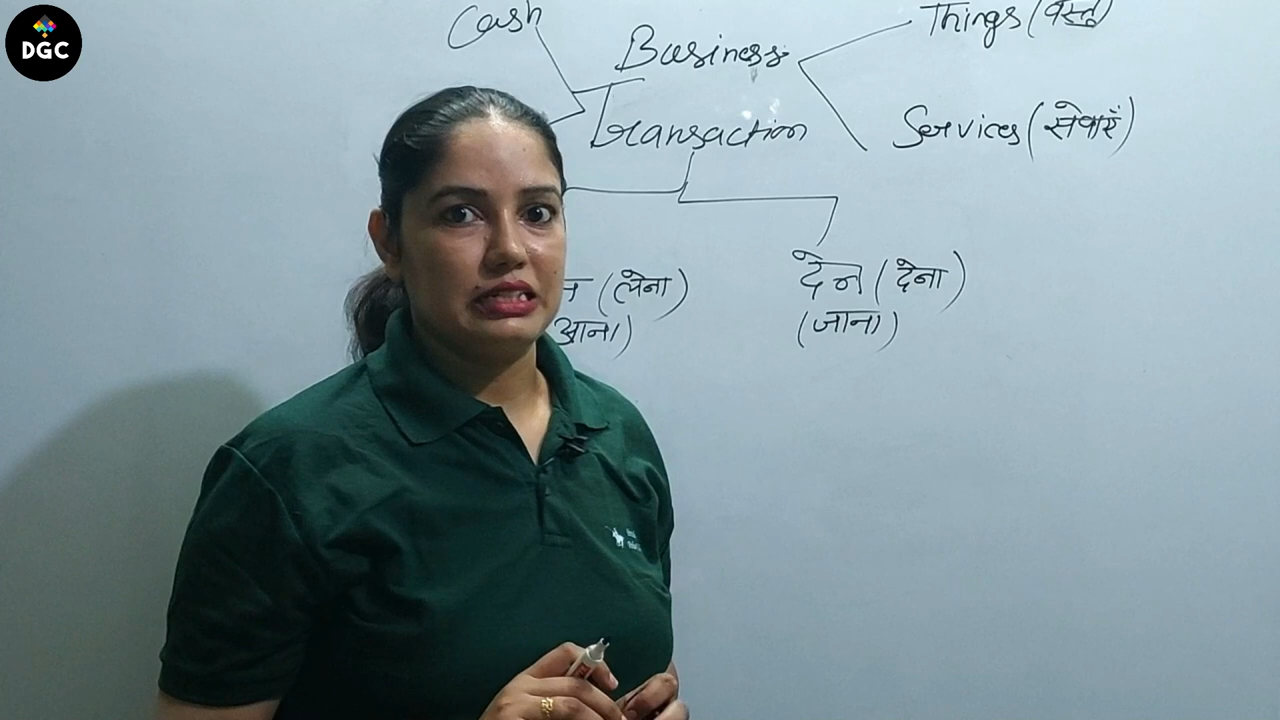 DGC
Cash
Business
Things (वस्तु)
Transaction
Services (सेवाएँ)
न (लेना)
देन (देना)
आना)
(जाना)